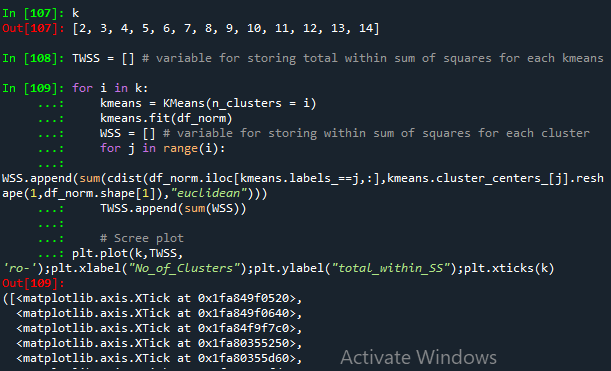 In [107]: k
Out[107]: [2, 3, 4, 5, 6, 7, 8, 9, 10, 11, 12, 13, 14]
In [108]: TWSS = [] # variable for storing total within sum of squares for each kmeans
In [109]: for i in k:
...: kmeans = KMeans(n_clusters = i)
...: kmeans.fit(df_norm)
...: WSS = [] # variable for storing within sum of squares for each cluster
...: for j in range(i):
...:
WSS.append(sum(cdist(df_norm.iloc[kmeans.labels_==j,:],kmeans.cluster_centers_[j].resh
ape(1,df_norm.shape[1]),"euclidean")))
...: TWSS.append(sum(WSS))
...:
...: # Scree plot
...: plt.plot(k,TWSS,
'ro-');plt.xlabel("No_of_Clusters");plt.ylabel("total_within_SS");plt.xticks(k)
Out[109]:
([<matplotlib.axis.XTick at 0x1fa849f0520>,
<matplotlib.axis.XTick at 0x1fa849f0640>,
<matplotlib.axis.XTick at 0x1fa84f9f7c0>,
<matplotlib.axis.XTick at 0x1fa80355250>,
<matplotlib.axis.XTick at 0x1fa80355d60>,
Activate Windows